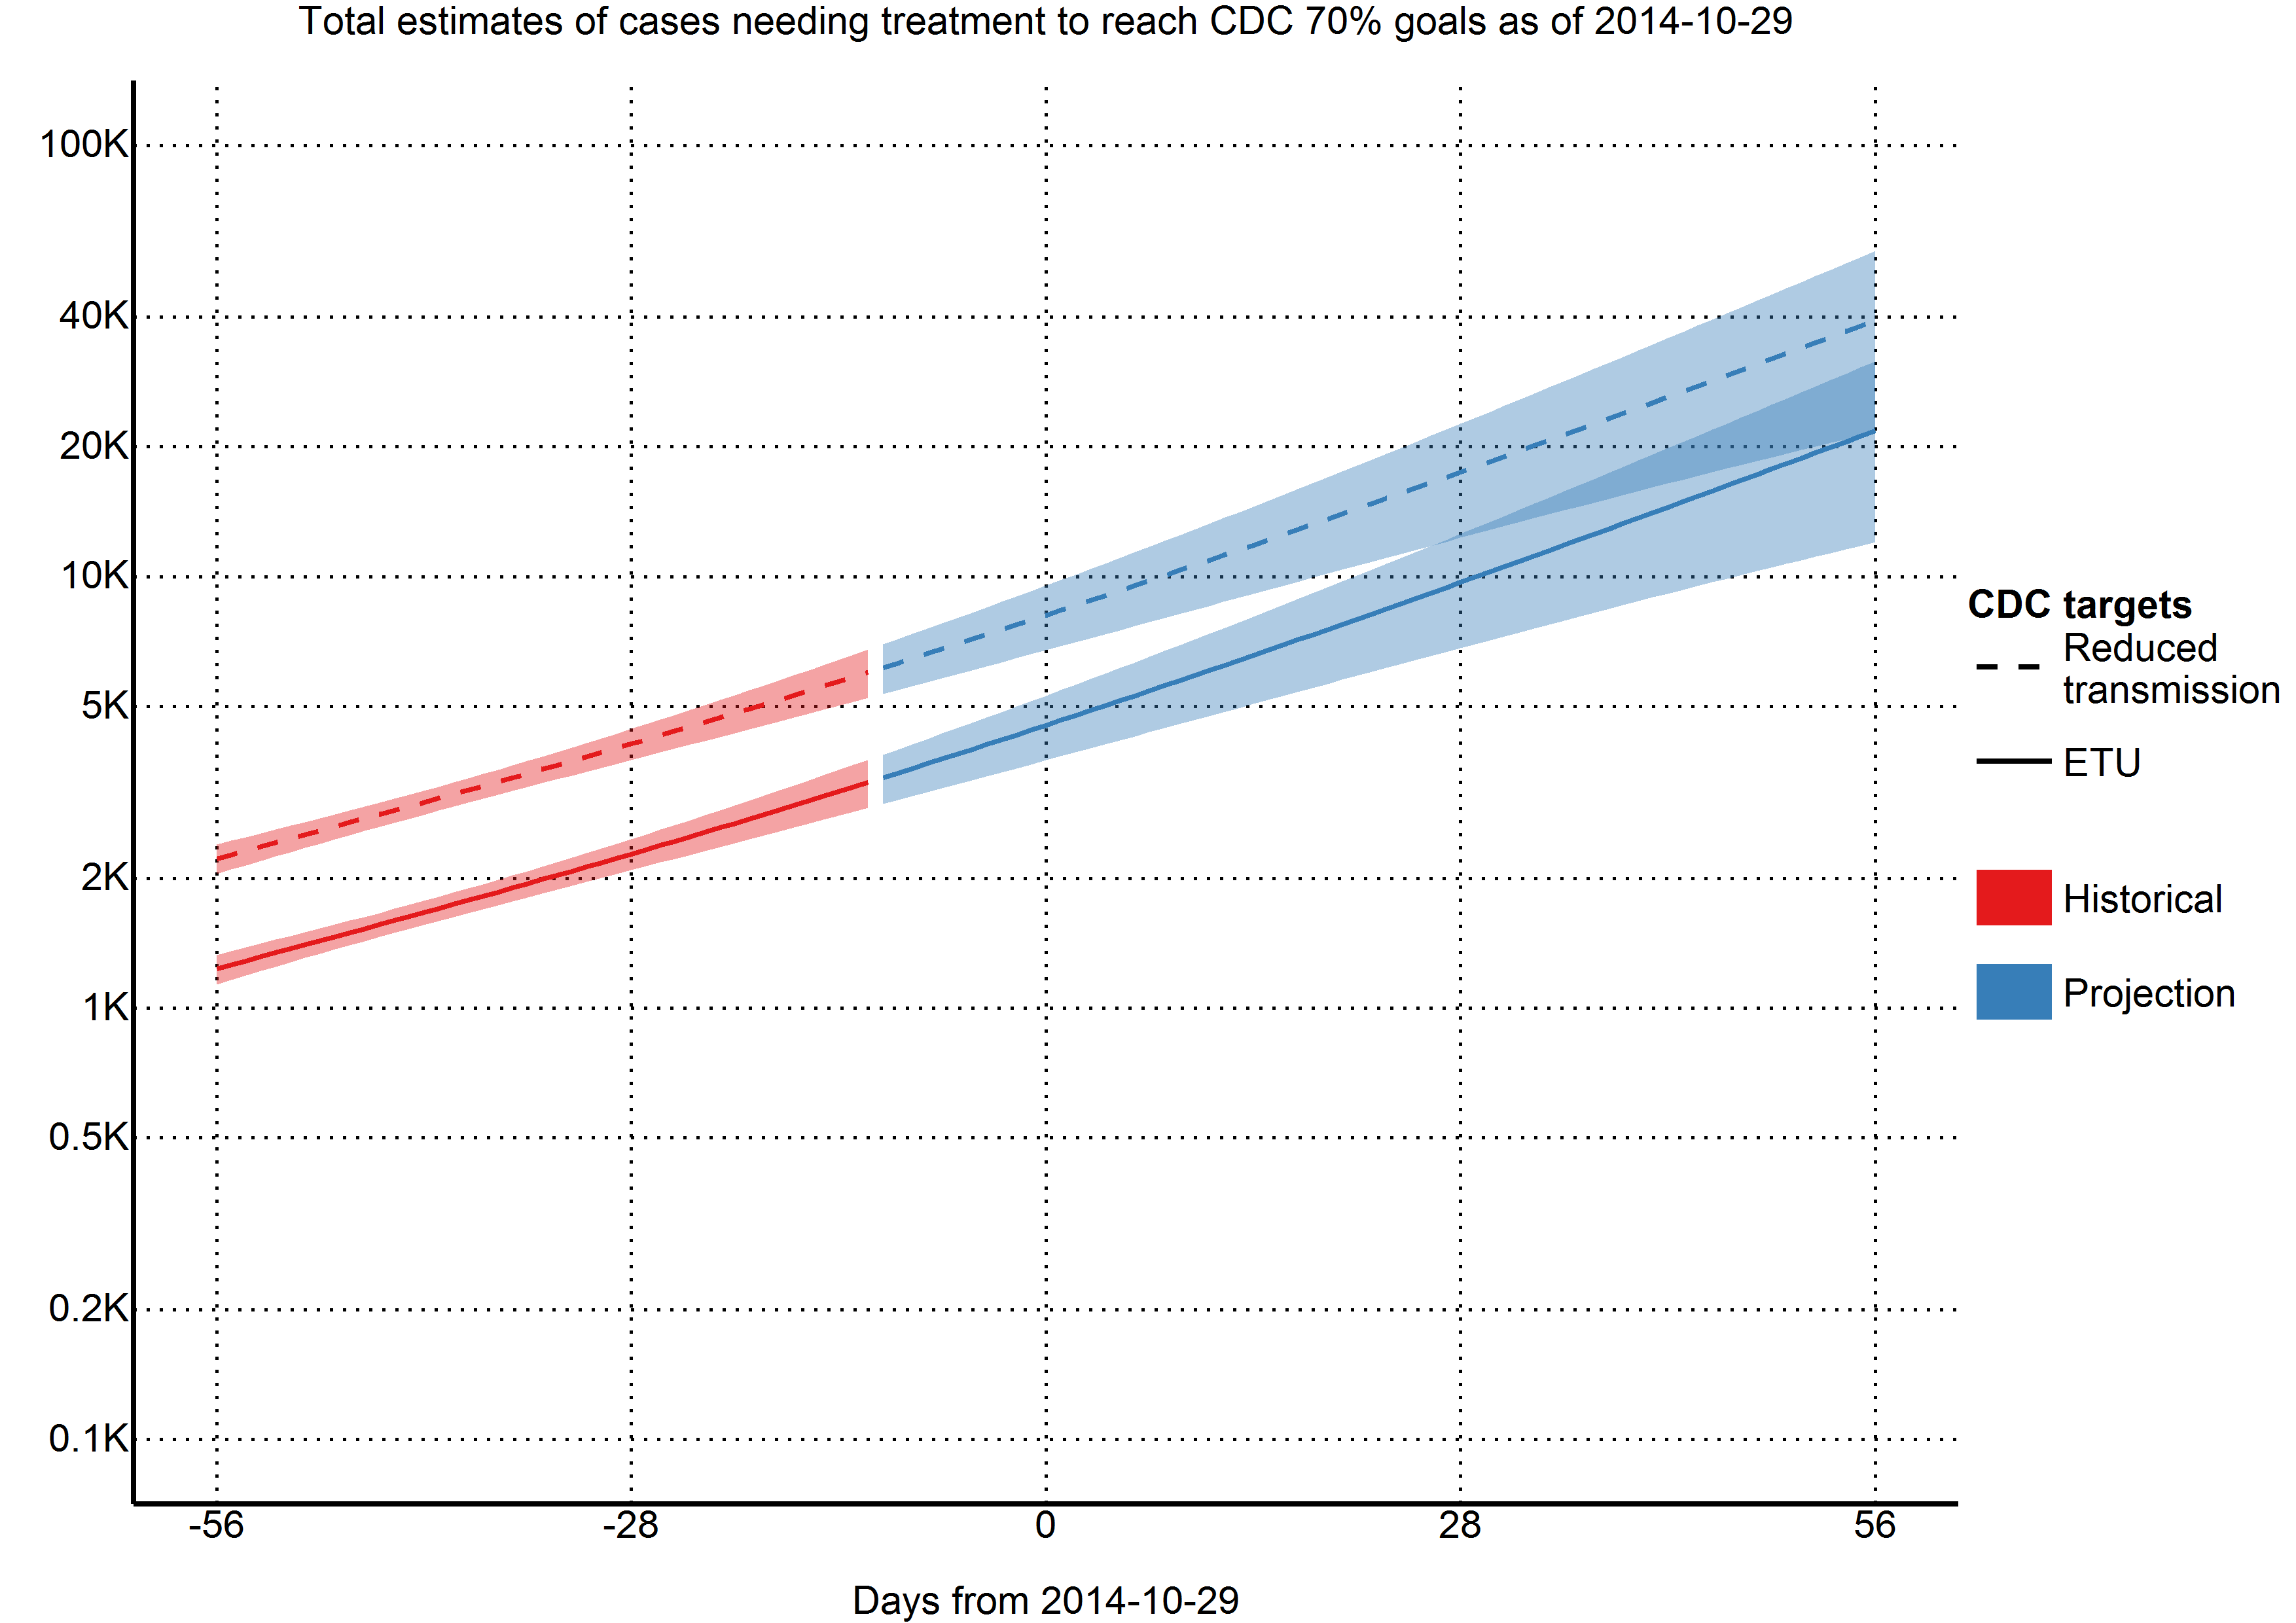 Total estimates of cases needing treatment to reach CDC 70% goals as of 2014-10-29
100K
40K
20K
10K
5K
2K
1K
0.5K
0.2K
0.1K
-56
-28
0
28
56
Days from 2014-10-29
CDC targets
Reduced
transmission
ETU
Historical
Projection